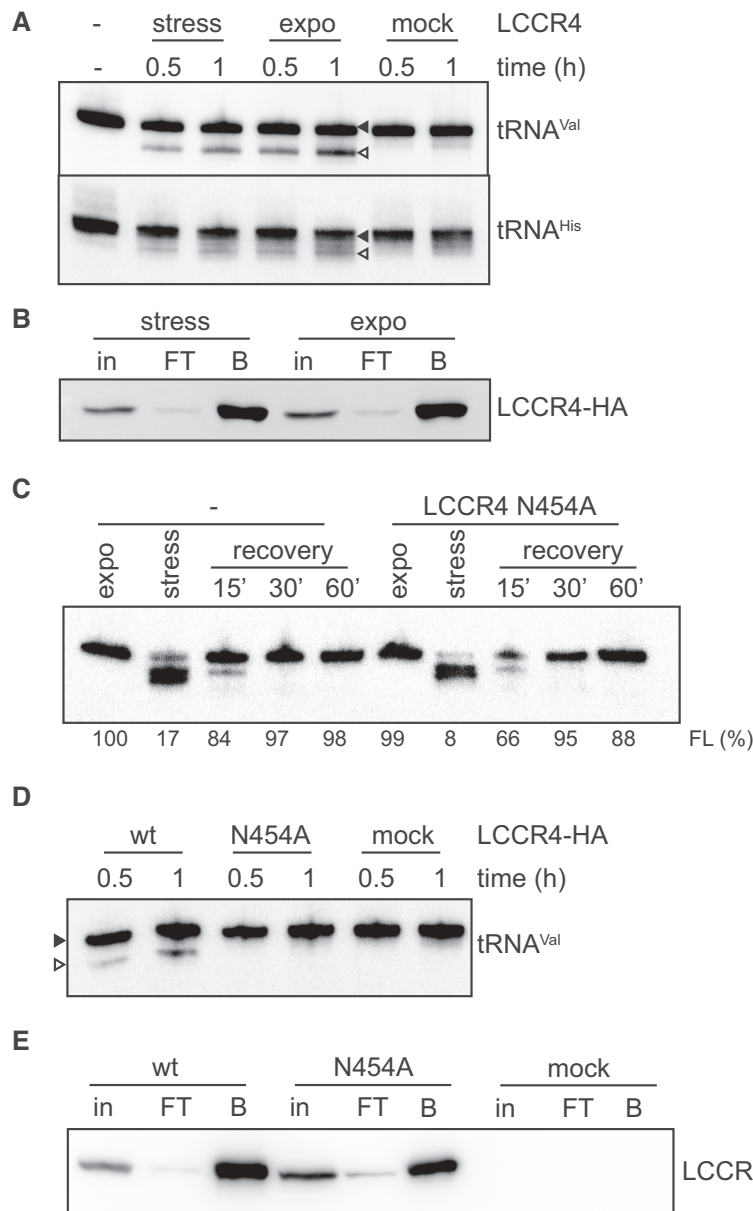 A
- stress expo mock LCCR4
- 0.5 1 0.5 1 0.5 1 time (h)
tRNAVal
tRNAHis
B
stress expo
in FT B in FT B
LCCR4-HA
C
- LCCR4 N454A
expo stress recovery expo stress recovery
15' 30' 60' 15' 30' 60'
100 17 84 97 98 99 8 66 95 88 FL (%)
D
wt N454A mock LCCR4-HA
0.5 1 0.5 1 0.5 1 time (h)
tRNAVal
E
wt N454A mock
in FT B in FT B in FT B
LCCR